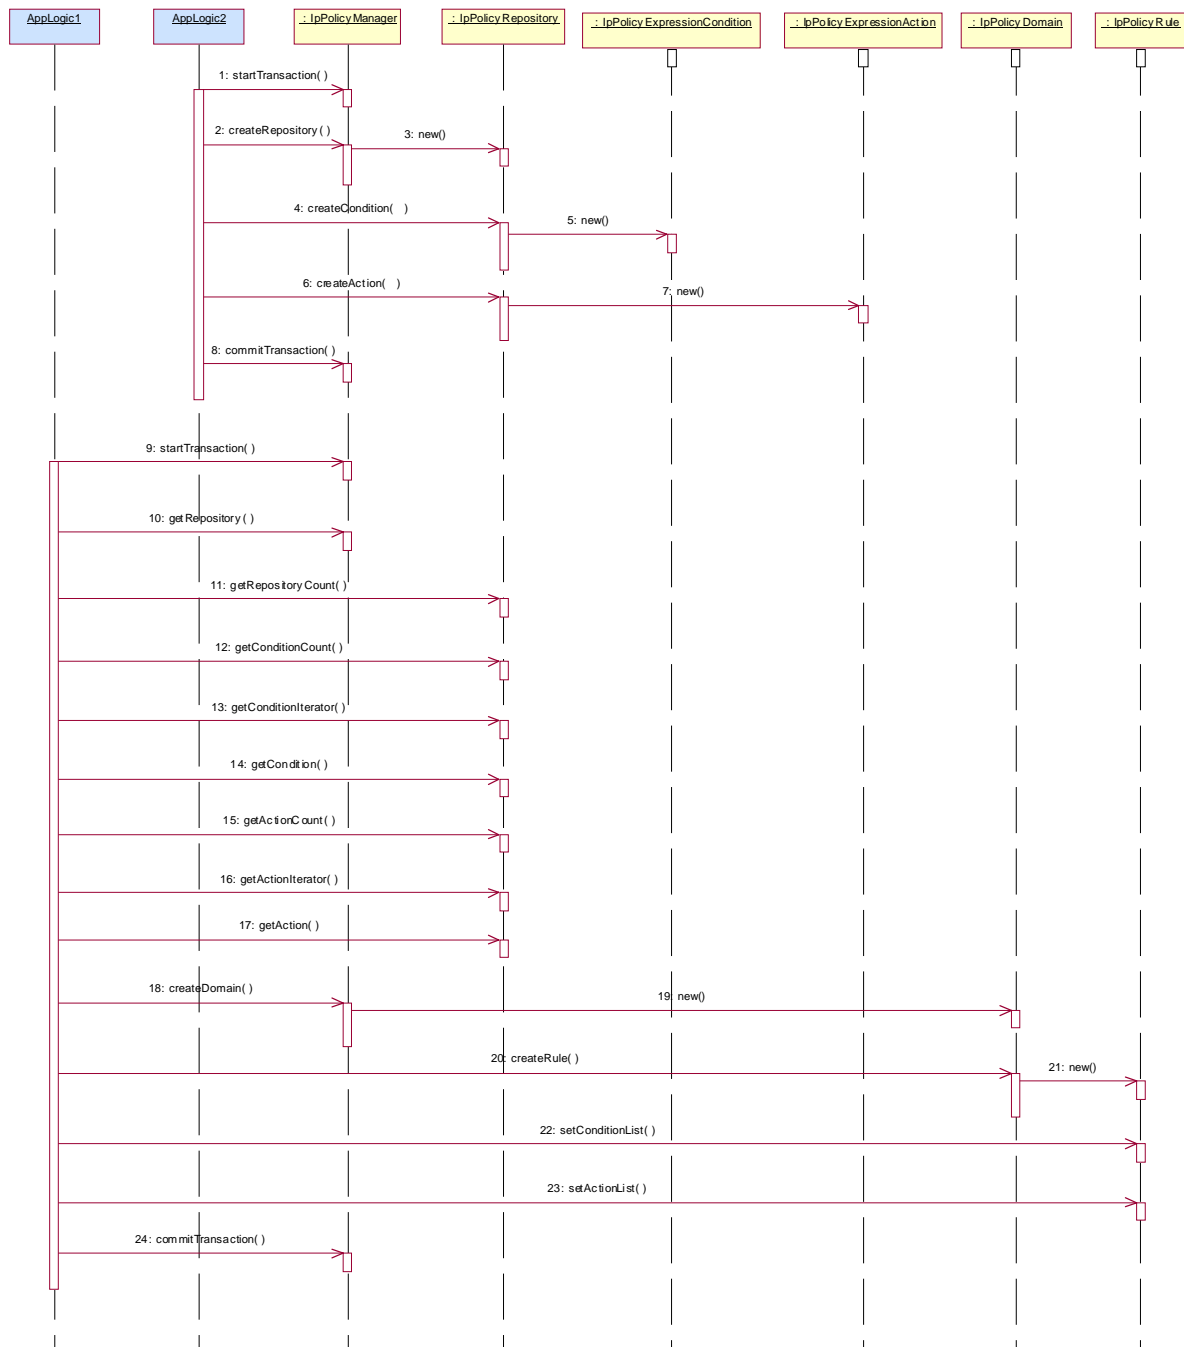 AppLogic1
AppLogic2
: IpPolicyManager
: IpPolicyRepository
: IpPolicyExpressionCondition
: IpPolicyExpressionAction
: IpPolicyDomain
: IpPolicyRule
1: startTransaction( )
2: createRepository( )
3: new()
4: createCondition( )
5: new()
6: createAction( )
7: new()
8: commitTransaction( )
9: startTransaction( )
10: getRepository( )
11: getRepositoryCount( )
12: getConditionCount( )
13: getConditionIterator( )
14: getCondition( )
15: getActionCount( )
16: getActionIterator( )
17: getAction( )
18: createDomain( )
19: new()
20: createRule( )
21: new()
22: setConditionList( )
23: setActionList( )
24: commitTransaction( )